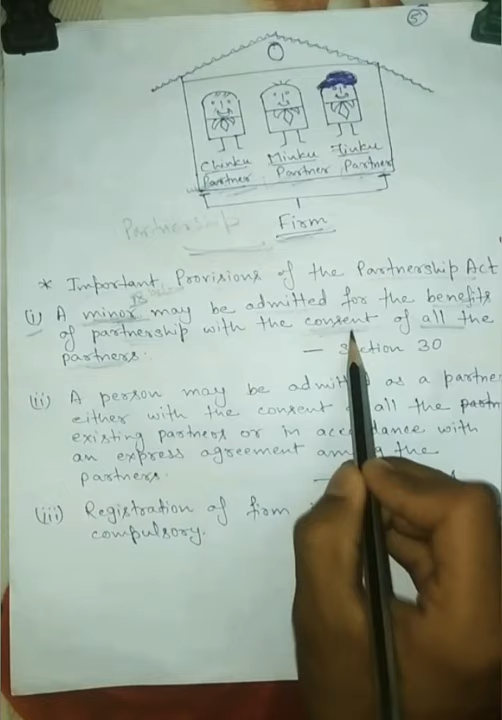 5
Chinku Minku Tinku
Partner Partner Partner
Partnership
Firm
* Important Provisions of the Partnership Act
(i) A minor may be admitted for the benefits
of partnership with the consent of all the
partners.
— Section 30
(ii) A person may be admitted as a partne
either with the consent all the partn
existing partners or in accordance with
an express agreement among the
partners.
(iii) Registration of firm
compulsory.